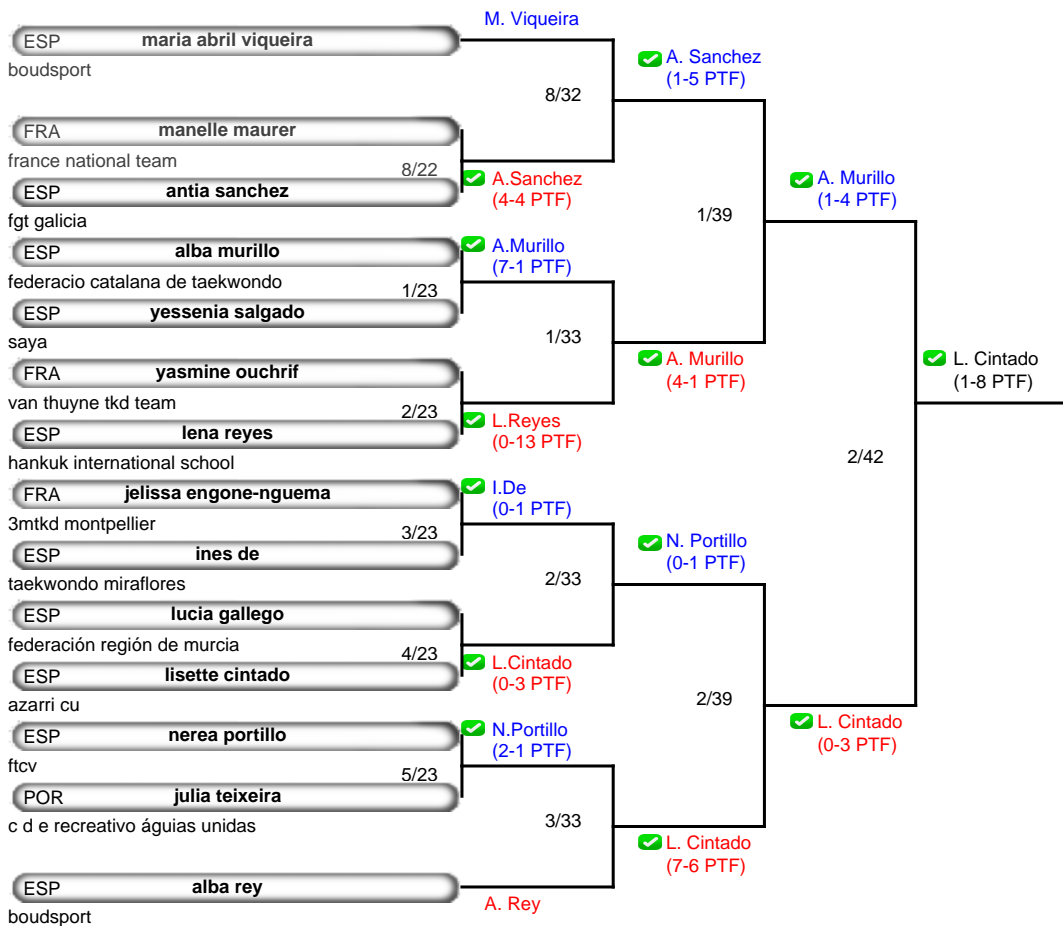 M. Viqueira
ESP maria abril viqueira
boudsport
A. Sanchez
(1-5 PTF)
8/32
FRA manelle maurer
france national team
8/22
ESP antia sanchez
fgt galicia
A.Sanchez
(4-4 PTF)
A. Murillo
(1-4 PTF)
1/39
ESP alba murillo
federacio catalana de taekwondo
A.Murillo
(7-1 PTF)
1/23
ESP yessenia salgado
saya
1/33
A. Murillo
(4-1 PTF)
FRA yasmine ouchrif
van thuyne tkd team
2/23
ESP lena reyes
hankuk international school
L.Reyes
(0-13 PTF)
L. Cintado
(1-8 PTF)
2/42
FRA jelissa engone-nguema
3mtkd montpellier
I.De
(0-1 PTF)
3/23
ESP ines de
taekwondo miraflores
2/33
N. Portillo
(0-1 PTF)
ESP lucia gallego
federación región de murcia
4/23
ESP lisette cintado
azarri cu
L.Cintado
(0-3 PTF)
2/39
L. Cintado
(0-3 PTF)
ESP nerea portillo
ftcv
N.Portillo
(2-1 PTF)
5/23
POR julia teixeira
c d e recreativo águias unidas
3/33
L. Cintado
(7-6 PTF)
ESP alba rey
boudsport
A. Rey